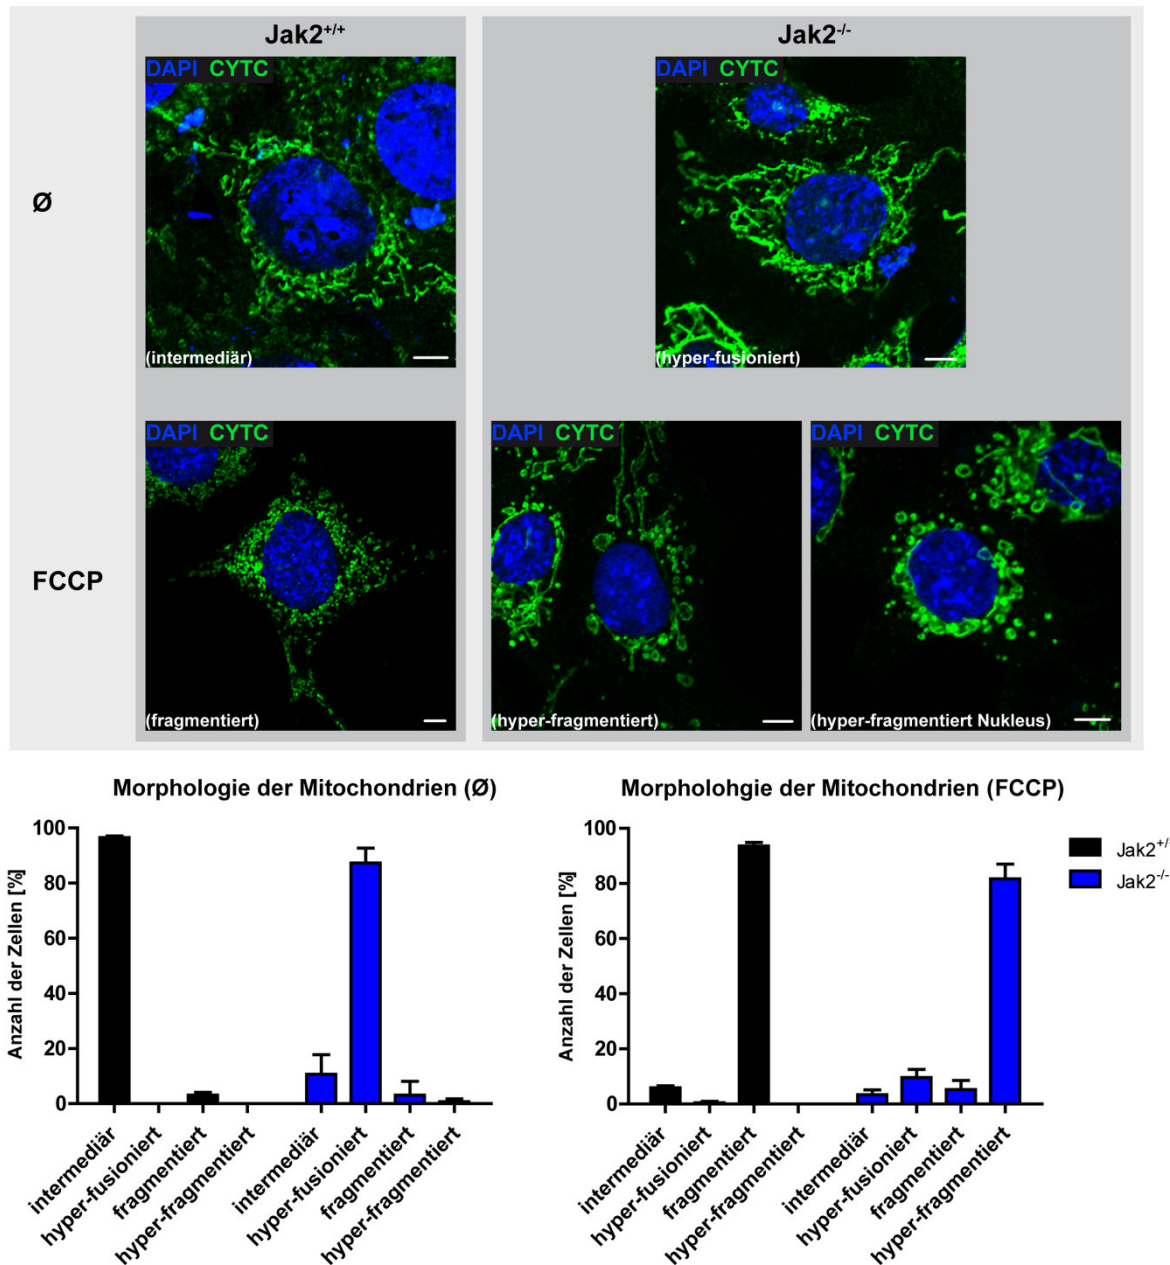 Jak2+/+
Jak2-/-
DAPI CYTC
DAPI CYTC
Ø
(intermediär)
(hyper-fusioniert)
DAPI CYTC
DAPI CYTC
DAPI CYTC
FCCP
(fragmentiert)
(hyper-fragmentiert)
(hyper-fragmentiert Nukleus)
Morphologie der Mitochondrien (Ø)
Anzahl der Zellen [%]
100
80
60
40
20
0
intermediär
hyper-fusioniert
fragmentiert
hyper-fragmentiert
intermediär
hyper-fusioniert
fragmentiert
hyper-fragmentiert
Morpholohgie der Mitochondrien (FCCP)
Anzahl der Zellen [%]
100
80
60
40
20
0
intermediär
hyper-fusioniert
fragmentiert
hyper-fragmentiert
intermediär
hyper-fusioniert
fragmentiert
hyper-fragmentiert
Jak2+/
Jak2-/-